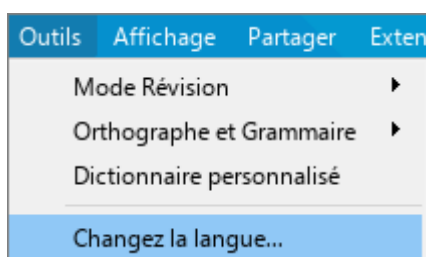 Outils Affichage Partager Exten
Mode Révision
Orthographe et Grammaire
Dictionnaire personnalisé
Changez la langue...